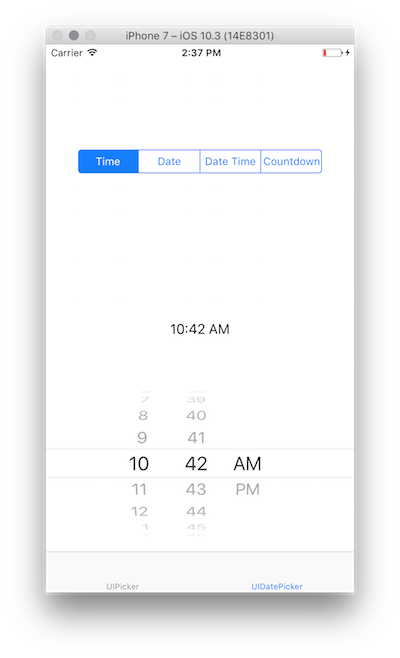 iPhone 7 – iOS 10.3 (14E8301)
Carrier 2:37 PM
Time Date Date Time Countdown
10:42 AM
7 39
8 40
9 41
10 42 AM
11 43 PM
12 44
1 45
UIPicker UIDatePicker